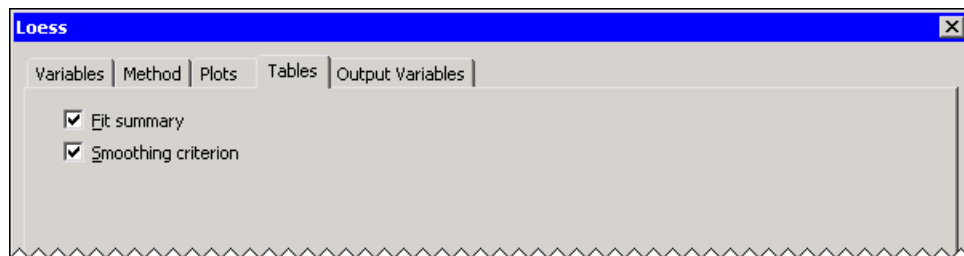 Loess
Variables Method Plots Tables Output Variables
Fit summary
Smoothing criterion